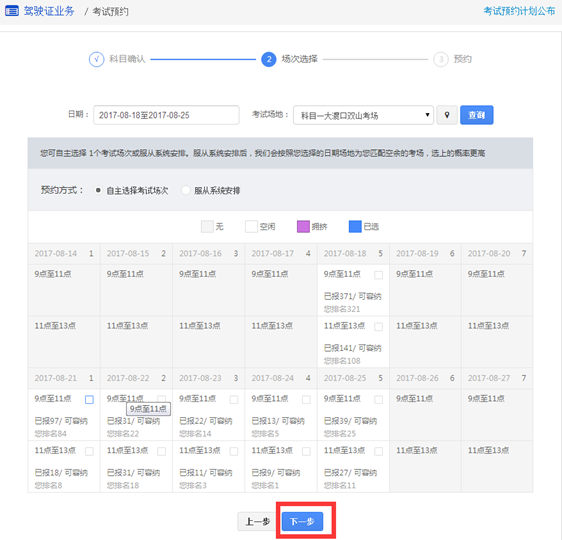 驾驶证业务 / 考试预约 考试预约计划公布
√ 科目确认 2 场次选择 3 预约
日期： 2017-08-18至2017-08-25 考试场地： 科目一大渡口双山考场 查询
您可自主选择 1个考试场次或服从系统安排。服从系统安排后，我们会按照您选择的日期场地为您匹配空余的考场，选上的概率更高
预约方式： 自主选择考试场次 服从系统安排
无 空闲 拥挤 已选
2017-08-14 1 2017-08-15 2 2017-08-16 3 2017-08-17 4 2017-08-18 5 2017-08-19 6 2017-08-20 7
9点至11点 9点至11点 9点至11点 9点至11点 9点至11点 9点至11点 9点至11点
已报371/ 可容纳
您排名321
11点至13点 11点至13点 11点至13点 11点至13点 11点至13点 11点至13点 11点至13点
已报141/ 可容纳
您排名108
2017-08-21 1 2017-08-22 2 2017-08-23 3 2017-08-24 4 2017-08-25 5 2017-08-26 6 2017-08-27 7
9点至11点 9点至11点 9点至11点 9点至11点 9点至11点 9点至11点 9点至11点
9点至11点
已报97/ 可容纳 已报31/ 可容纳 已报22/ 可容纳 已报13/ 可容纳 已报39/ 可容纳
您排名84 您排名22 您排名14 您排名5 您排名25
11点至13点 11点至13点 11点至13点 11点至13点 11点至13点 11点至13点 11点至13点
已报18/ 可容纳 已报31/ 可容纳 已报11/ 可容纳 已报9/ 可容纳 已报27/ 可容纳
您排名8 您排名18 您排名3 您排名1 您排名11
上一步 下一步